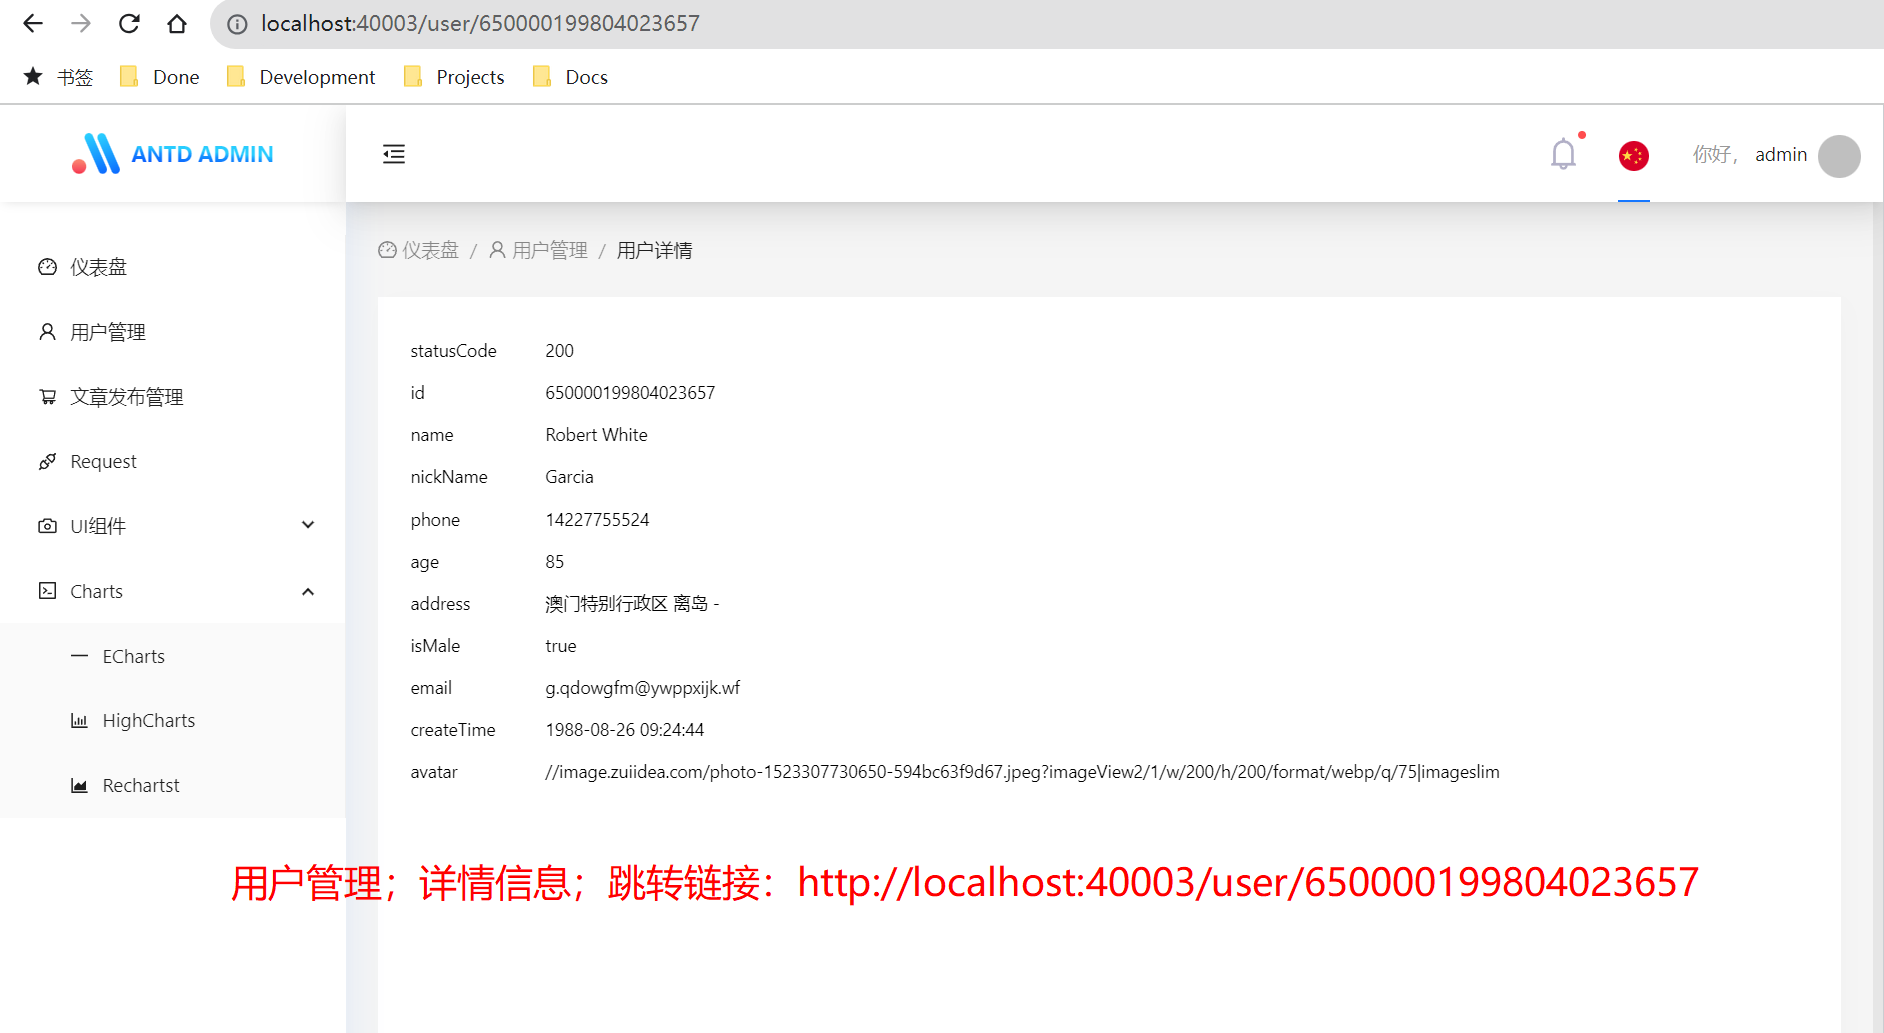 localhost:40003/user/650000199804023657
书签 Done Development Projects Docs
ANTD ADMIN
你好， admin
仪表盘
用户管理
文章发布管理
Request
UI组件
Charts
ECharts
HighCharts
Rechartst
仪表盘 / 用户管理 / 用户详情
statusCode 200
id 650000199804023657
name Robert White
nickName Garcia
phone 14227755524
age 85
address 澳门特别行政区 离岛 -
isMale true
email g.qdowgfm@ywppxijk.wf
createTime 1988-08-26 09:24:44
avatar //image.zuiidea.com/photo-1523307730650-594bc63f9d67.jpeg?imageView2/1/w/200/h/200/format/webp/q/75|imageslim
用户管理；详情信息；跳转链接：http://localhost:40003/user/650000199804023657